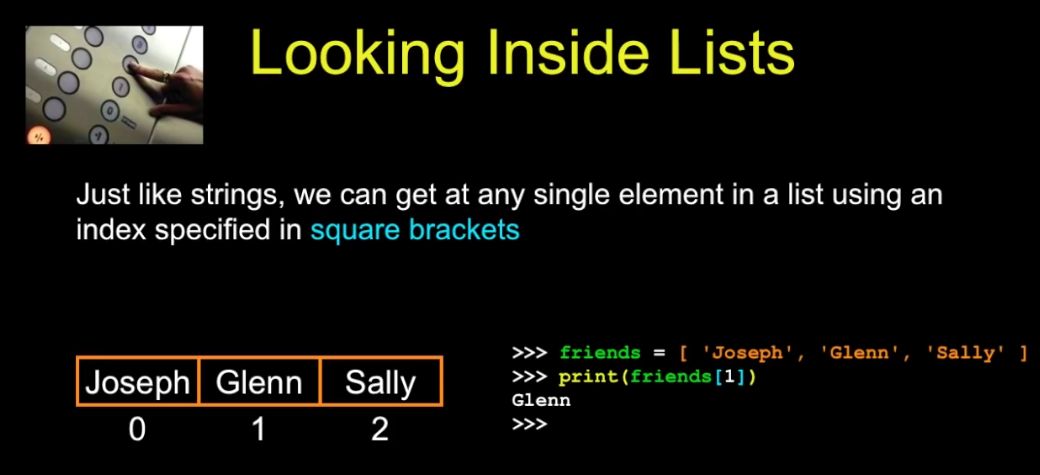 Looking Inside Lists
Just like strings, we can get at any single element in a list using an
index specified in square brackets
Joseph Glenn Sally
0 1 2
>>> friends = [ 'Joseph', 'Glenn', 'Sally' ]
>>> print(friends[1])
Glenn
>>>